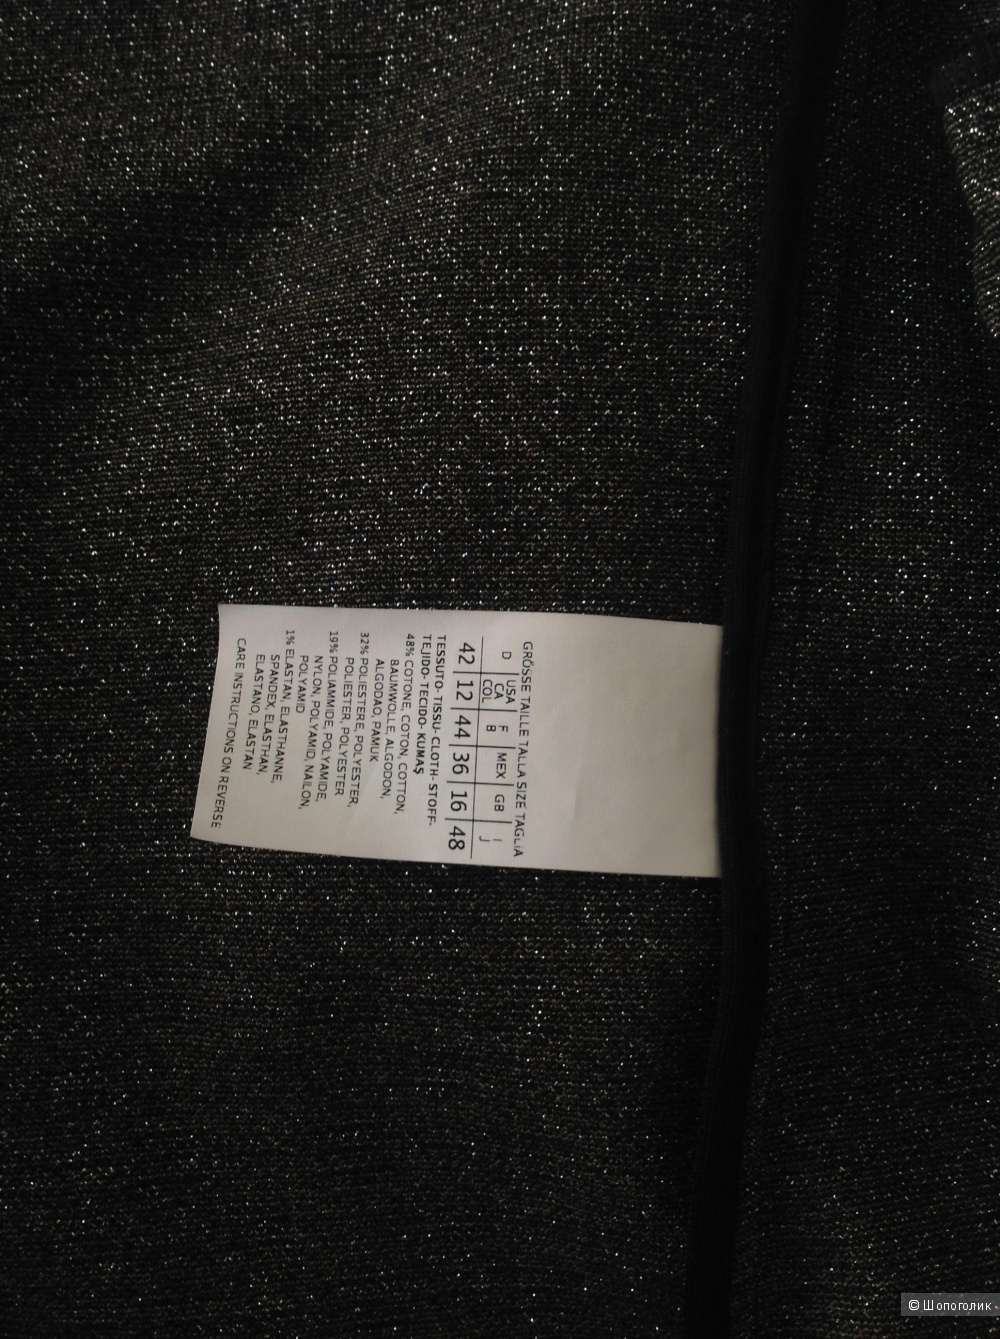 GRÖSSE TAILLE TALLA SIZE TAGLIA
D | USA CA COL | F B | MEX | GB | I J
42 | 12 | 44 | 36 | 16 | 48
TESSUTO- TISSU- CLOTH- STOFF-
TEJIDO- TECIDO- KUMAŞ
48% COTONE, COTON, COTTON,
BAUMWOLLE, ALGODON,
ALGODAO, PAMUK
32% POLIESTERE, POLYESTER,
POLIESTER, POLYESTER
19% POLIAMMIDE, POLYAMIDE,
NYLON, POLYAMID, NAILON,
POLYAMID
1% ELASTAN, ELASTHANNE,
SPANDEX, ELASTHAN,
ELASTANO, ELASTAN
CARE INSTRUCTIONS ON REVERSE
© Шопоголик